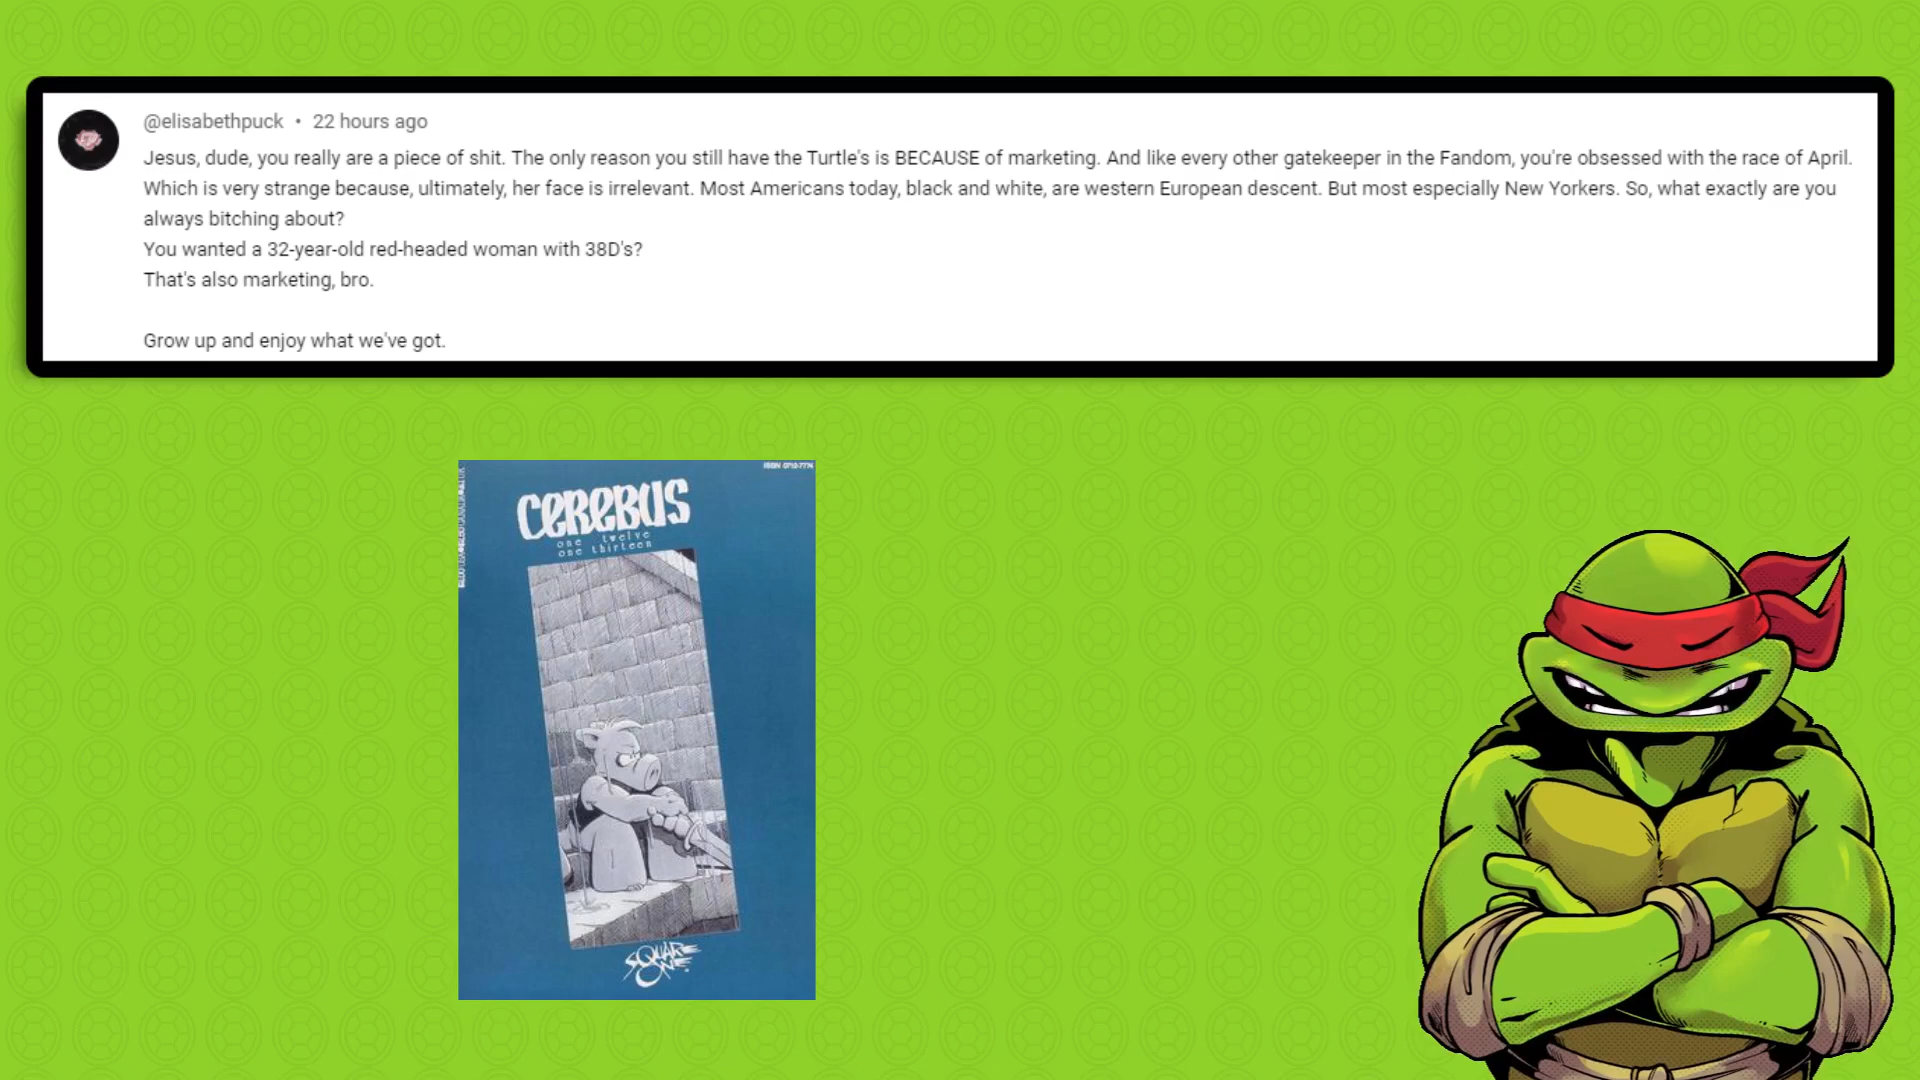 @elisabethpuck • 22 hours ago
Jesus, dude, you really are a piece of shit. The only reason you still have the Turtle's is BECAUSE of marketing. And like every other gatekeeper in the Fandom, you're obsessed with the race of April.
Which is very strange because, ultimately, her face is irrelevant. Most Americans today, black and white, are western European descent. But most especially New Yorkers. So, what exactly are you
always bitching about?
You wanted a 32-year-old red-headed woman with 38D's?
That's also marketing, bro.
Grow up and enjoy what we've got.
ISSN 0712-7774
CEREBUS
one twelve
one thirteen
SQUARE
ONE